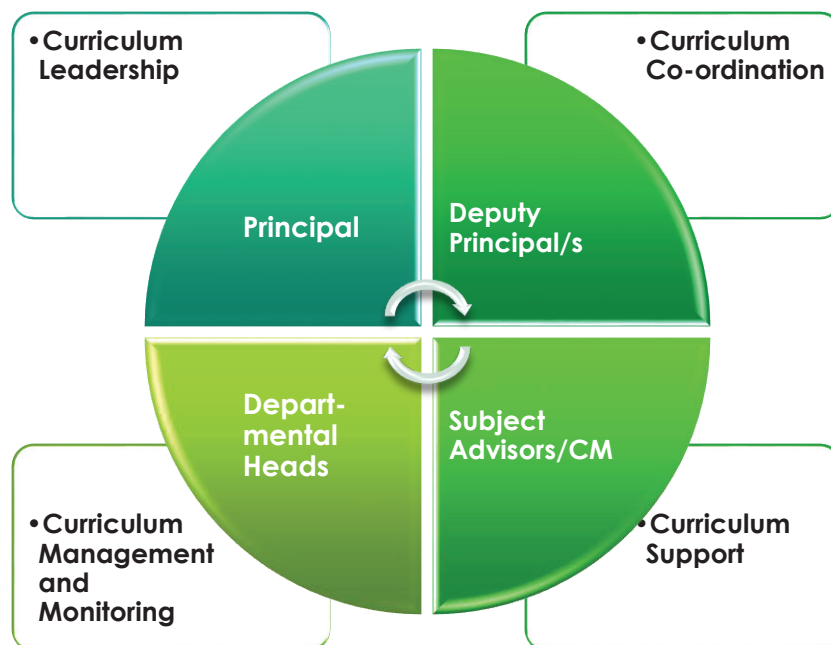 •Curriculum
Leadership
•Curriculum
Co-ordination
Principal
Deputy
Principal/s
Depart-
mental
Heads
Subject
Advisors/CM
•Curriculum
Management
and
Monitoring
•Curriculum
Support